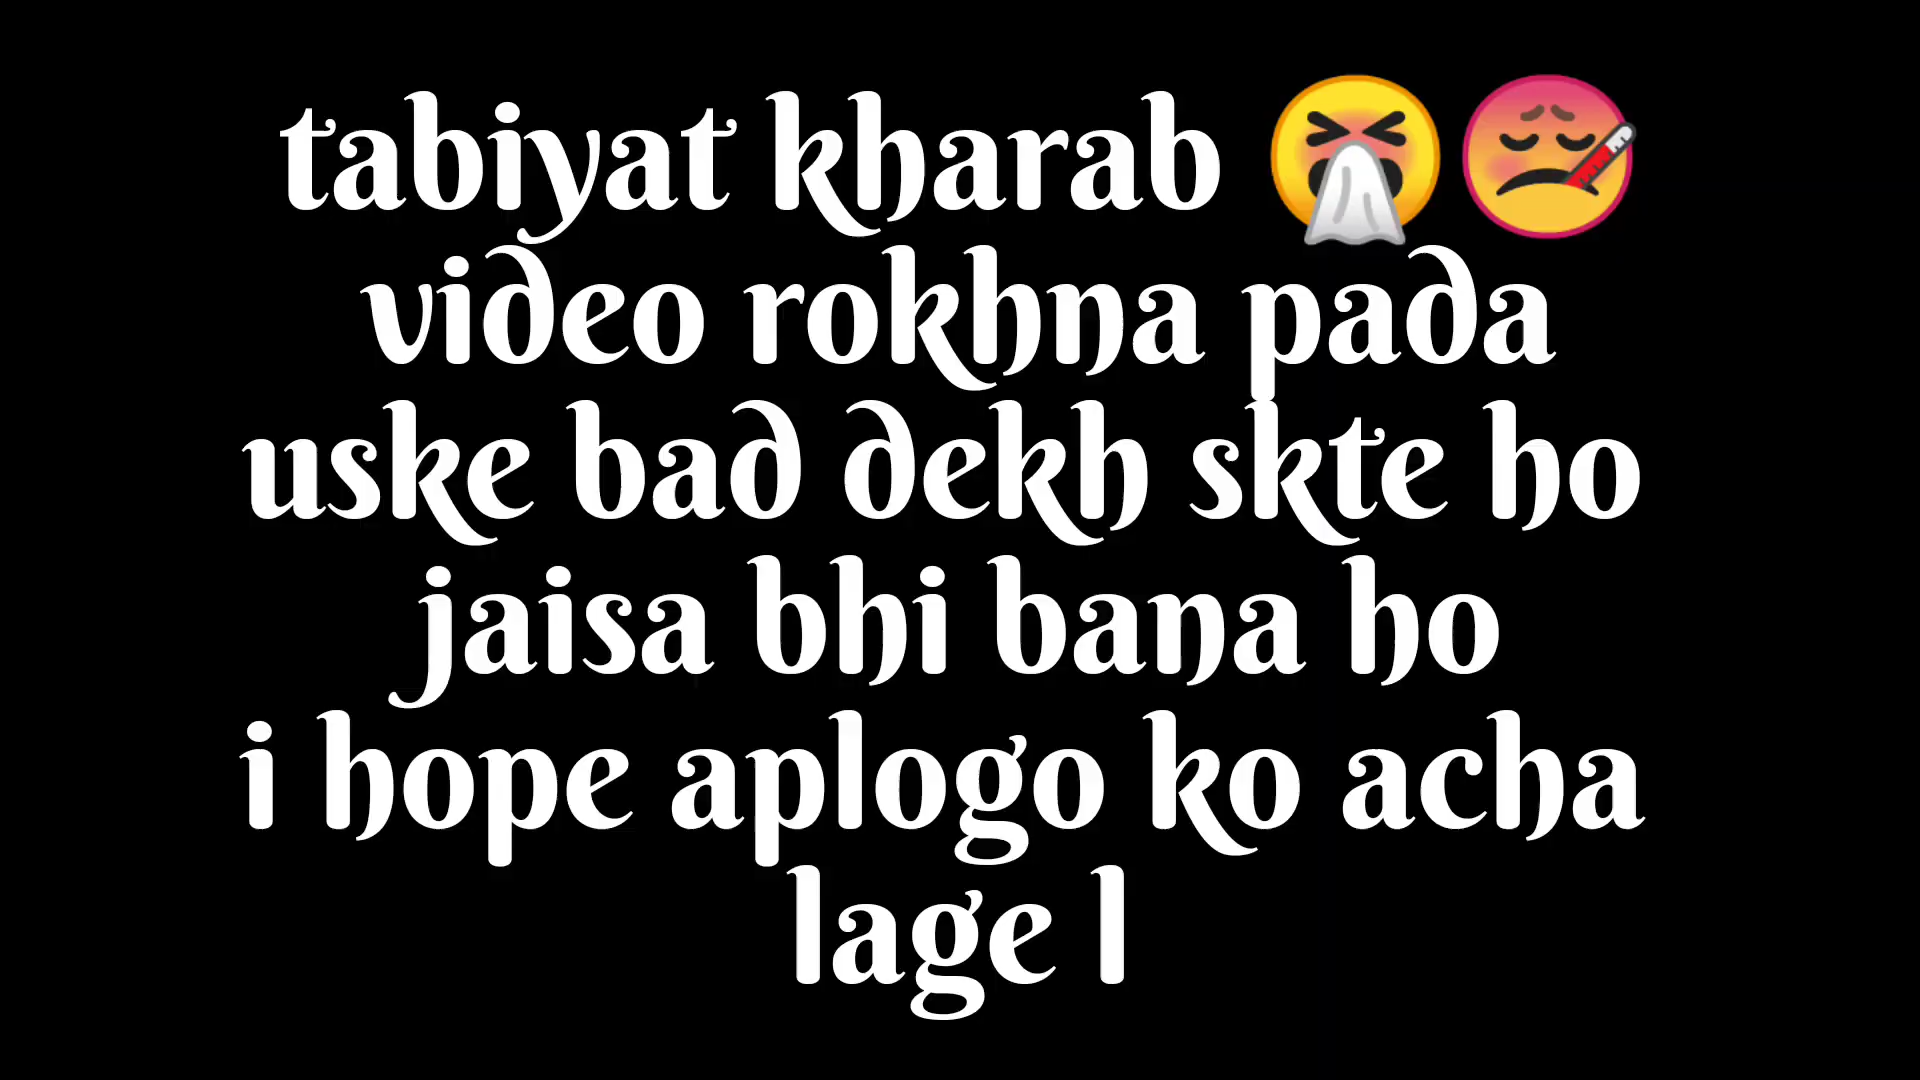 tabiyat kharab 🤧🤒
video rokhna pada
uske bad dekh skte ho
jaisa bhi bana ho
i hope aplogo ko acha
lage l